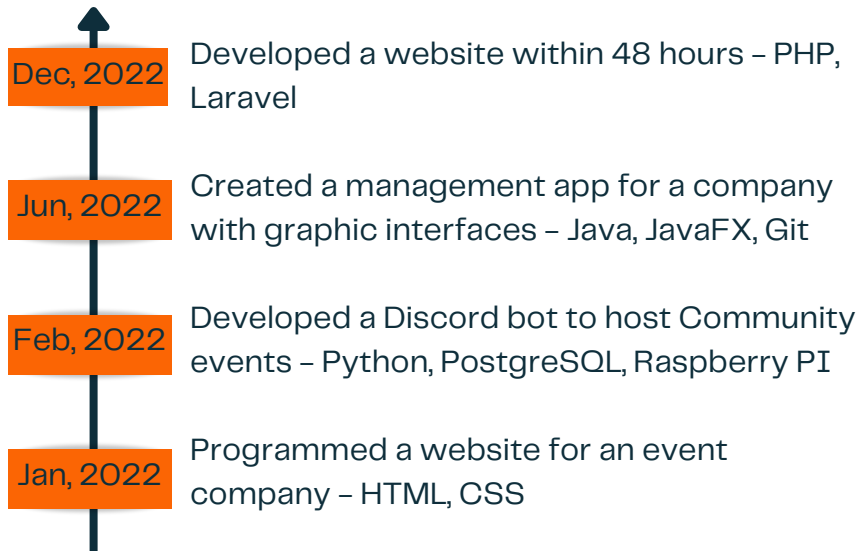 Dec, 2022
Developed a website within 48 hours – PHP,
Laravel
Jun, 2022
Created a management app for a company
with graphic interfaces – Java, JavaFX, Git
Feb, 2022
Developed a Discord bot to host Community
events – Python, PostgreSQL, Raspberry PI
Jan, 2022
Programmed a website for an event
company – HTML, CSS